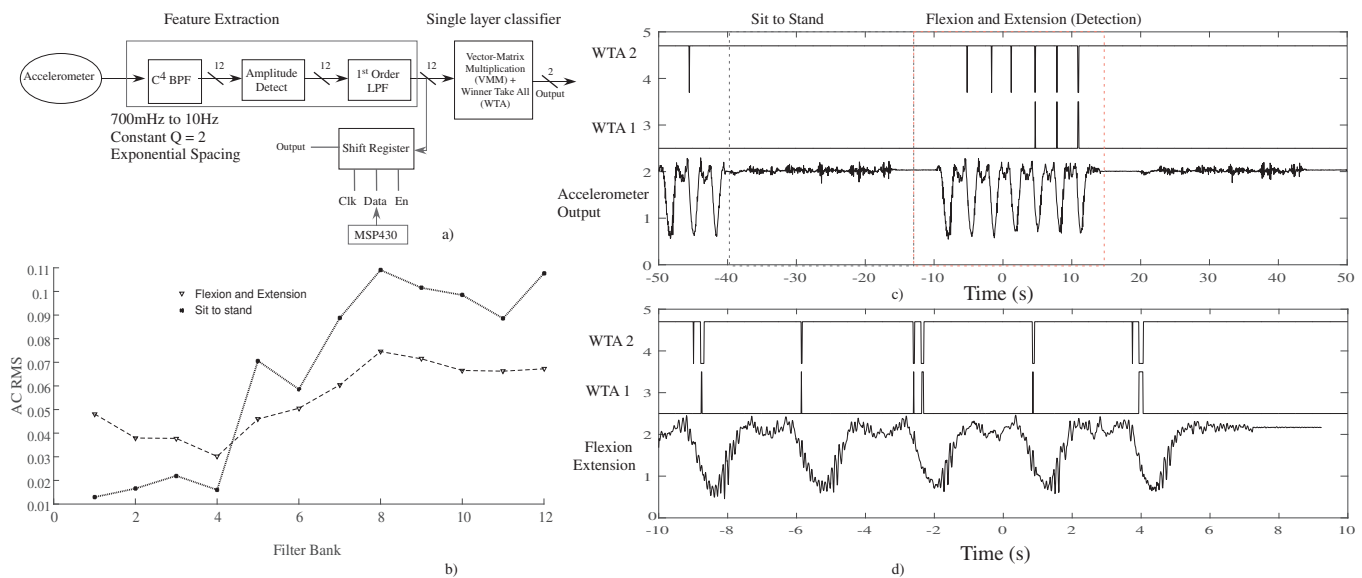 a)
Feature Extraction
Single layer classifier
Accelerometer
C4 BPF
12
Amplitude
Detect
12
1st Order
LPF
12
Vector-Matrix
Multiplication
(VMM) +
Winner Take All
(WTA)
2
Output
700mHz to 10Hz
Constant Q = 2
Exponential Spacing
Output
Shift Register
Clk Data En
MSP430
a)
0.11
0.1
0.09
0.08
0.07
0.06
0.05
0.04
0.03
0.02
0.01
AC RMS
Flexion and Extension
Sit to stand
0 2 4 6 8 10 12
Filter Bank
b)
Sit to Stand
Flexion and Extension (Detection)
c)
5
4
3
2
1
0
WTA 2
WTA 1
Accelerometer
Output
-50 -40 -30 -20 -10 0 10 20 30 40 50
c)
Time (s)
5
4
3
2
1
0
WTA 2
WTA 1
Flexion
Extension
-10 -8 -6 -4 -2 0 2 4 6 8 10
Time (s)
d)